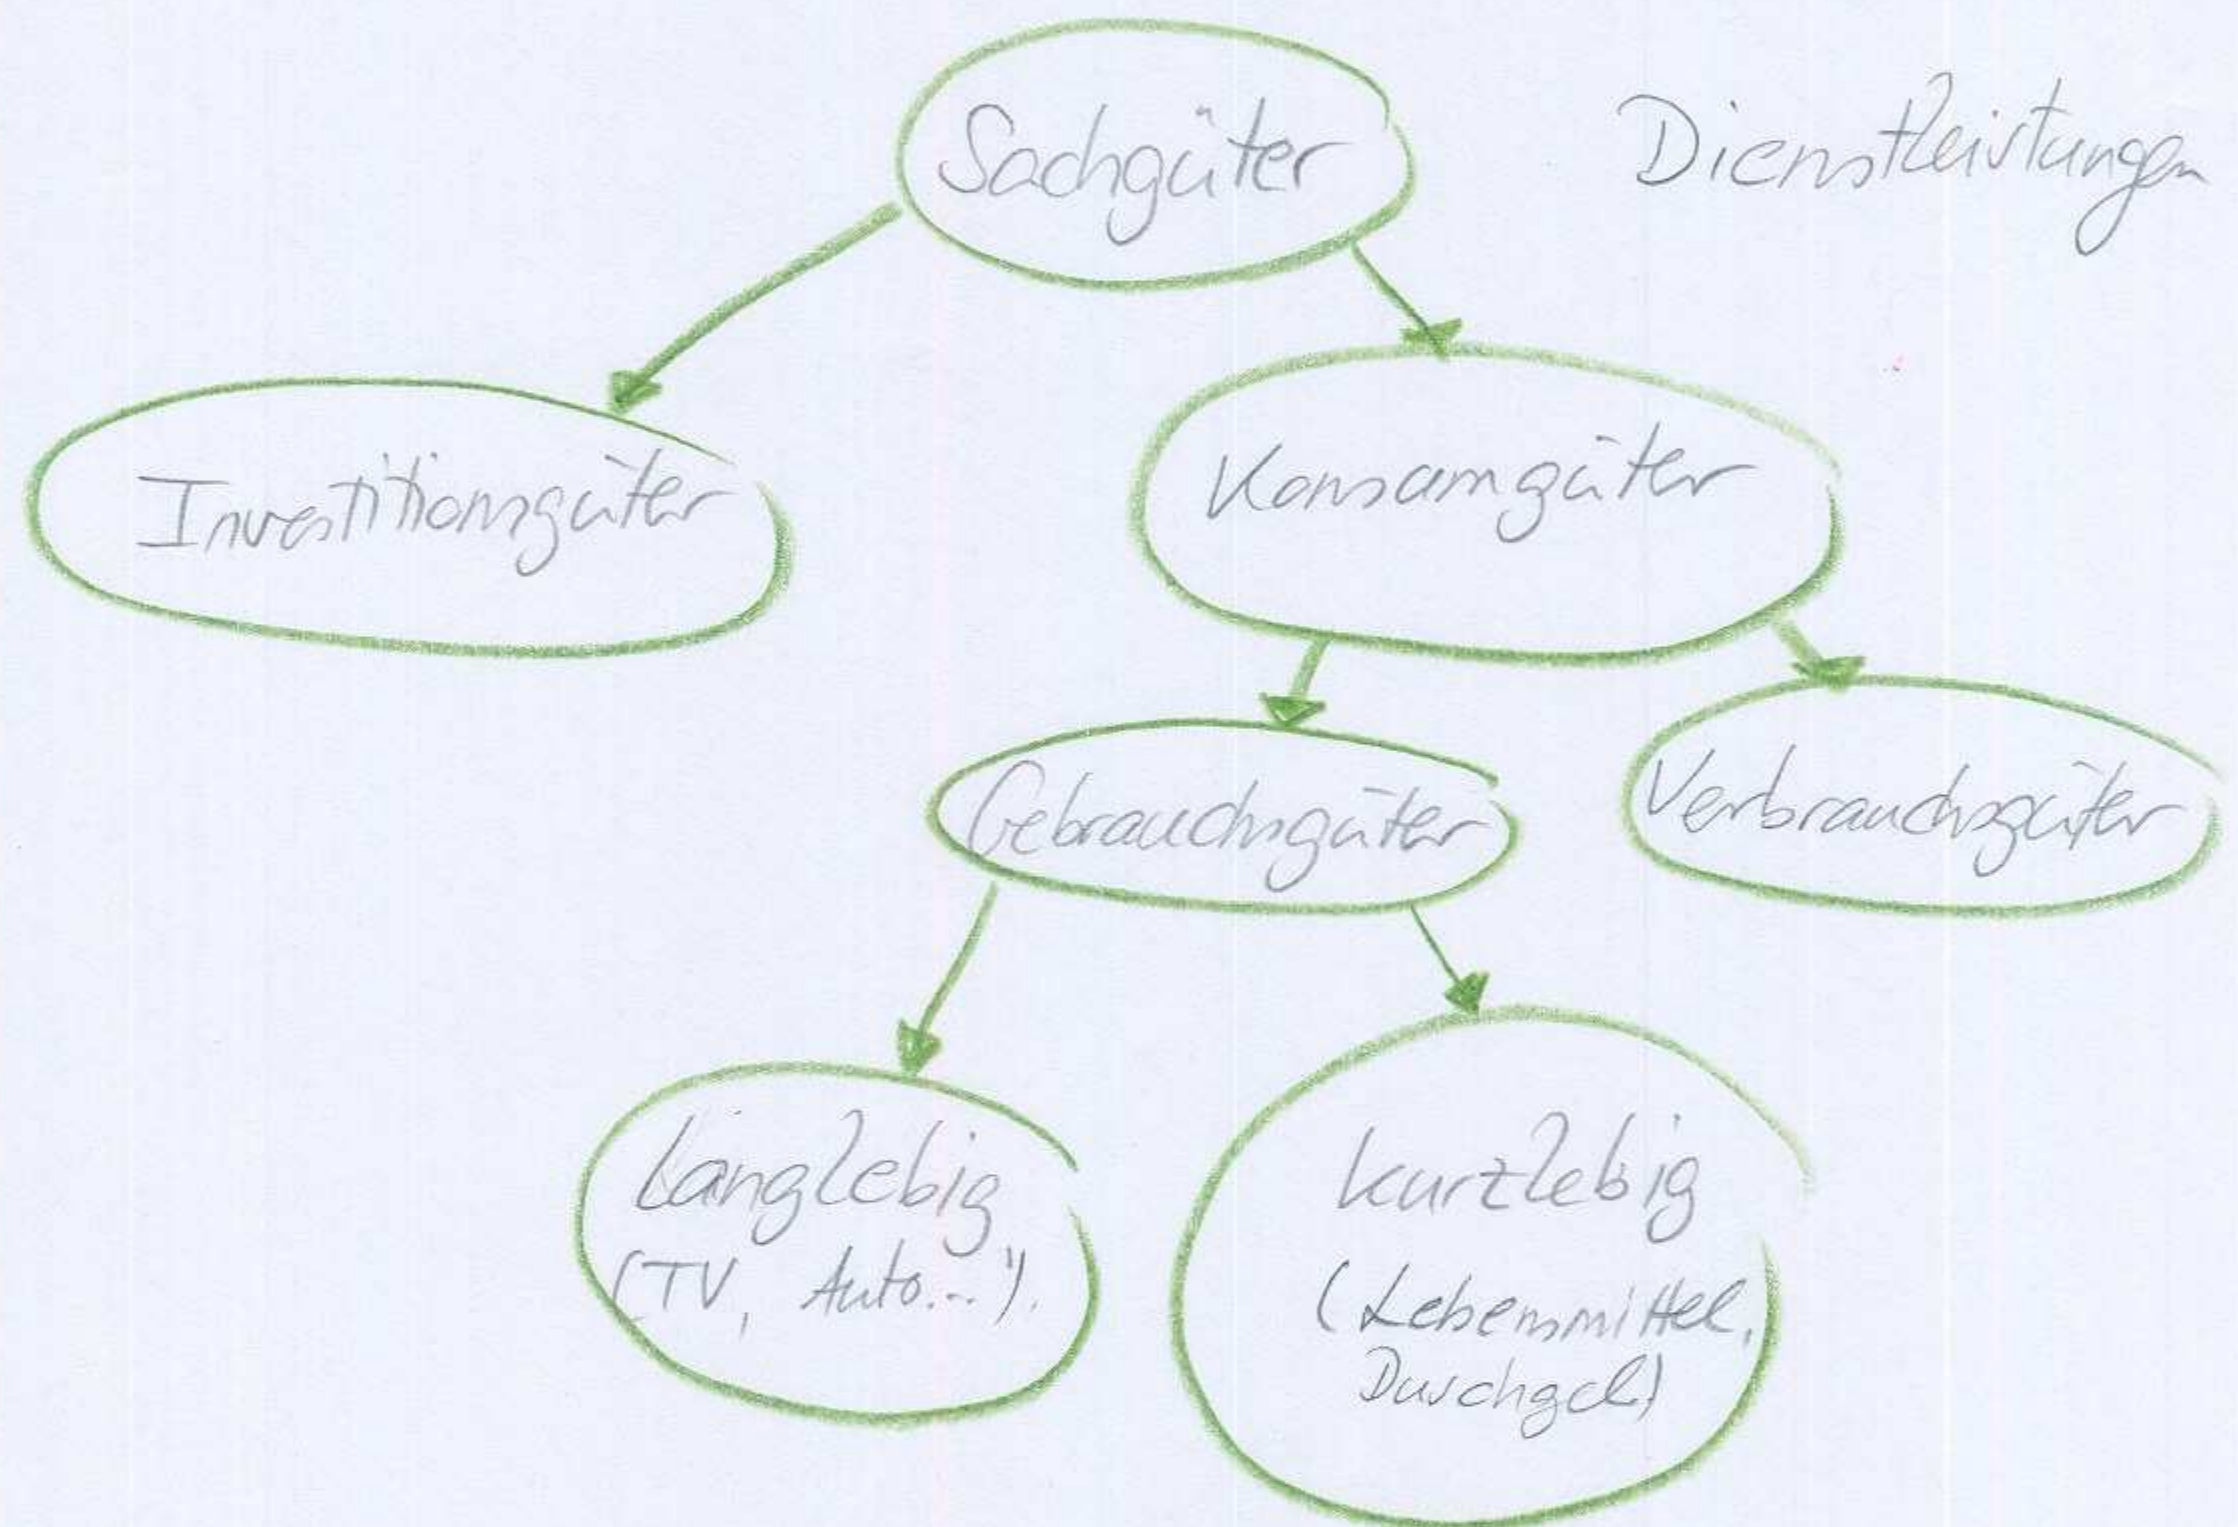 Sachgüter
Dienstleistungen
Investitionsgüter
Konsumgüter
Gebrauchsgüter
Verbrauchsgüter
langlebig
(TV, Auto...).
kurzlebig
(Lebensmittel,
Duschgel)